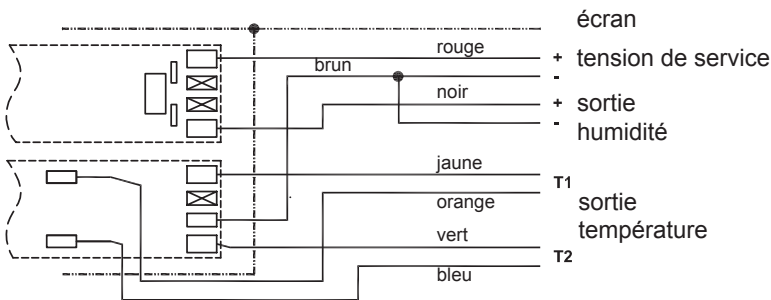 écran
rouge
+ tension de service
brun
-
noir
+ sortie
- humidité
jaune
T1
orange
sortie
température
vert
T2
bleu